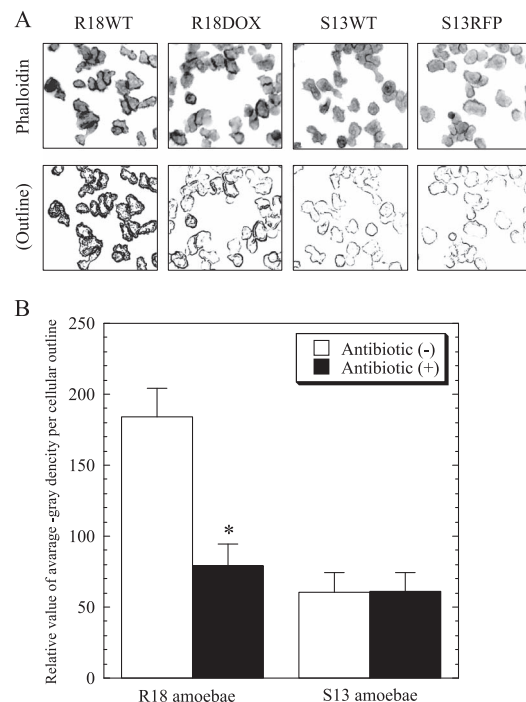 A
R18WT R18DOX S13WT S13RFP
Phalloidin
(Outline)
B
Relative value of avarage -gray dencity per cellular outline
250
200
150
100
50
0
Antibiotic (-)
Antibiotic (+)
*
R18 amoebae S13 amoebae